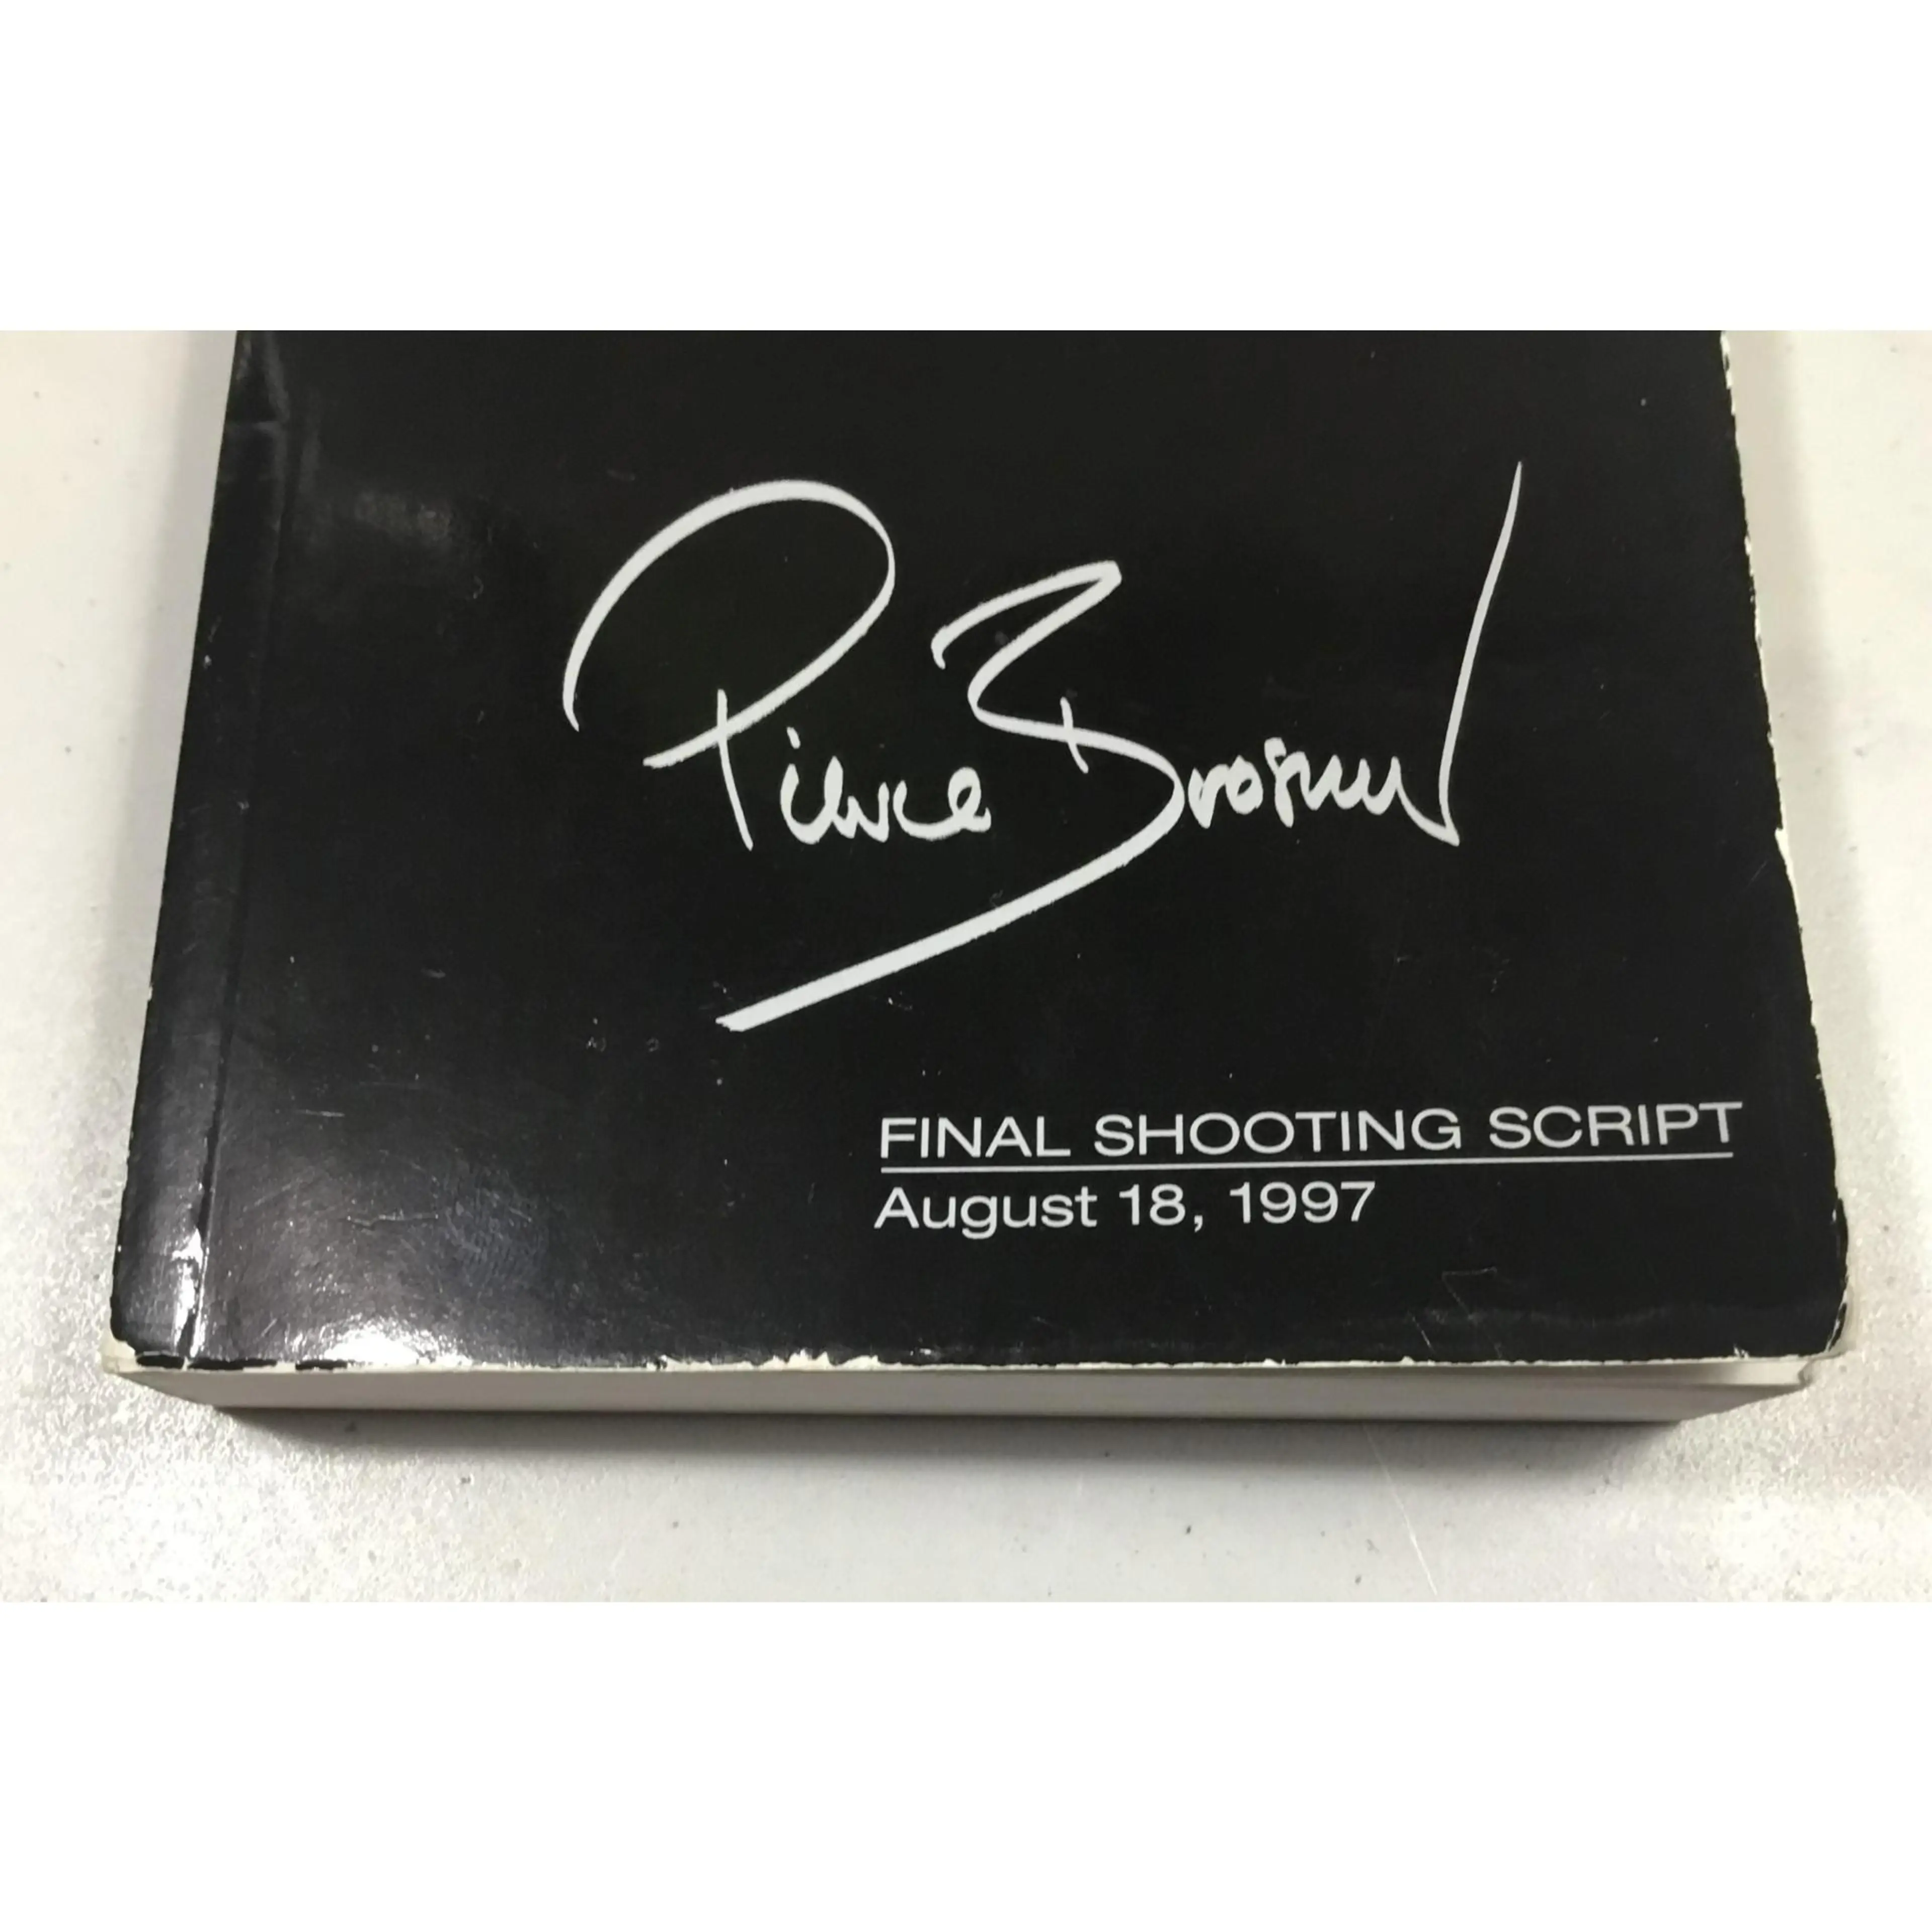 Pierce Brosnan
FINAL SHOOTING SCRIPT
August 18, 1997